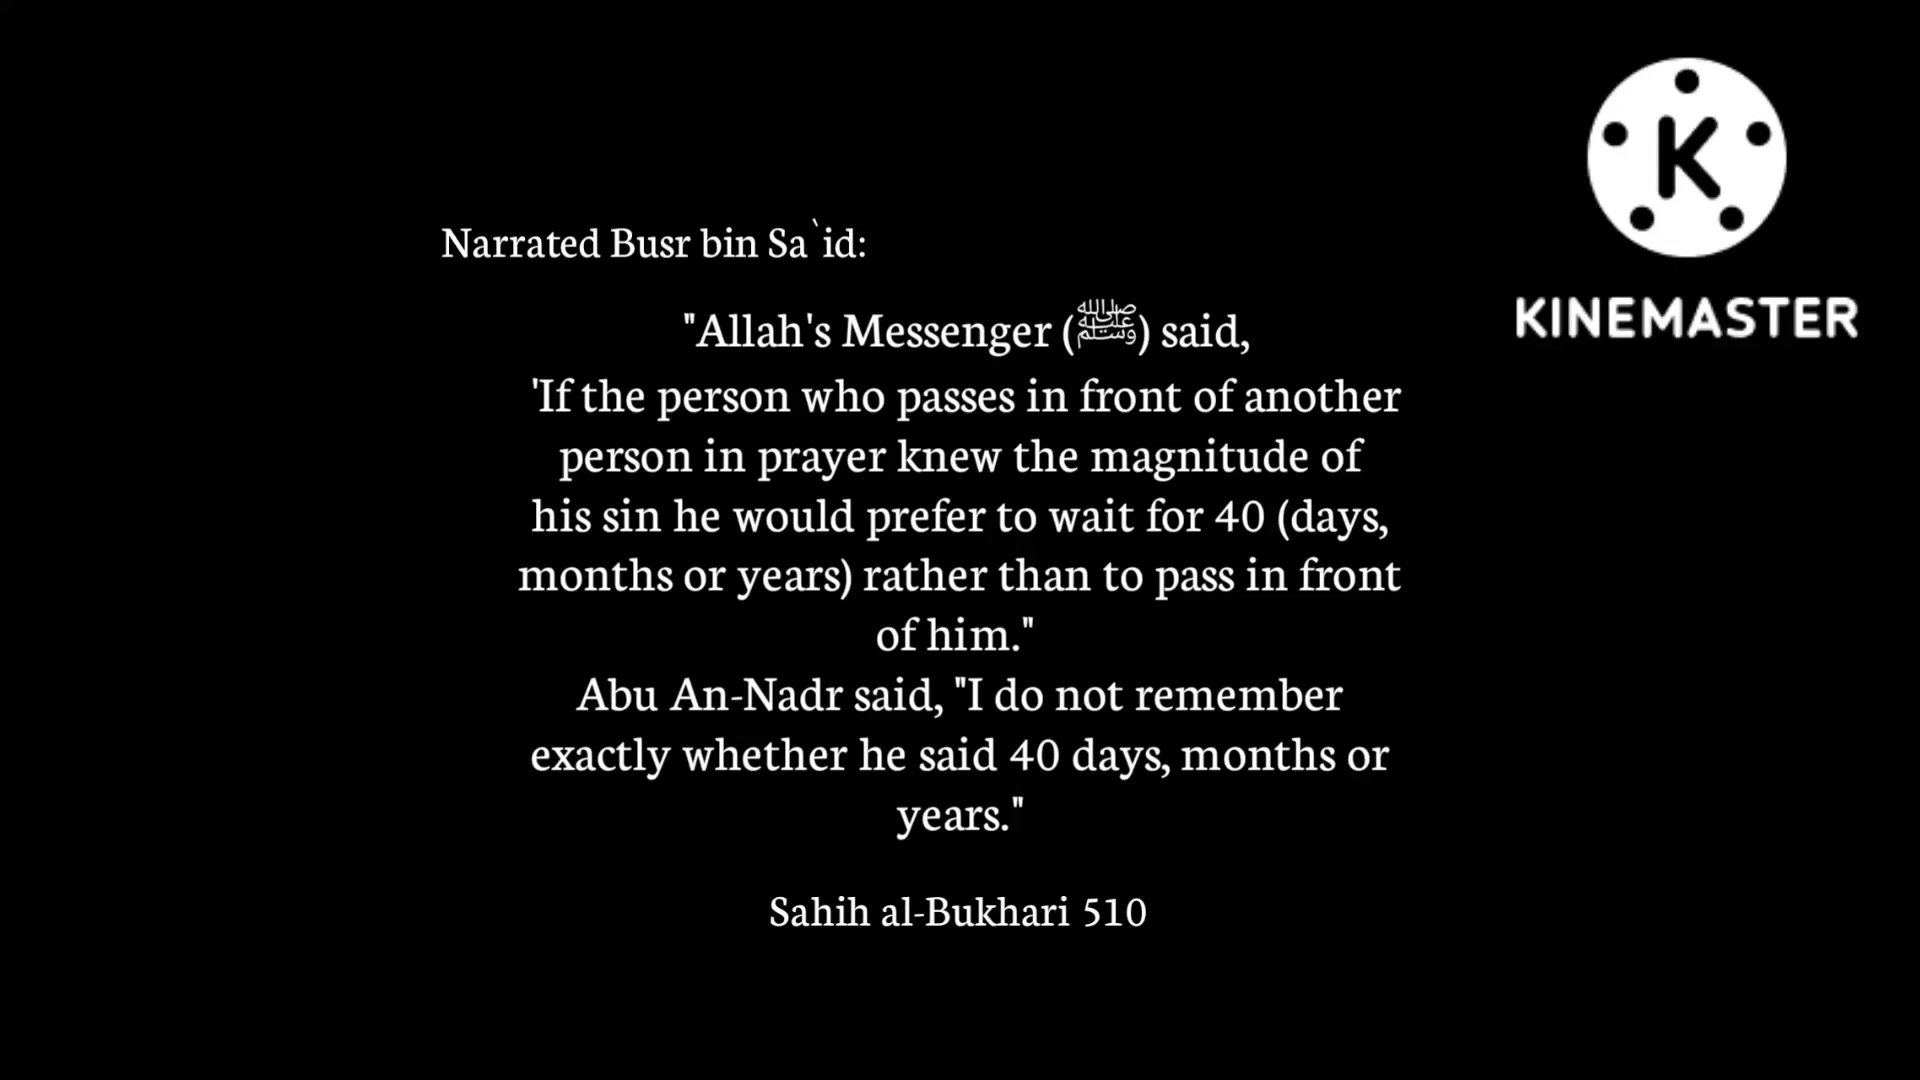 Narrated Busr bin Sa`id:
"Allah's Messenger (ﷺ) said,
'If the person who passes in front of another
person in prayer knew the magnitude of
his sin he would prefer to wait for 40 (days,
months or years) rather than to pass in front
of him."
Abu An-Nadr said, "I do not remember
exactly whether he said 40 days, months or
years."
Sahih al-Bukhari 510
K
KINEMASTER